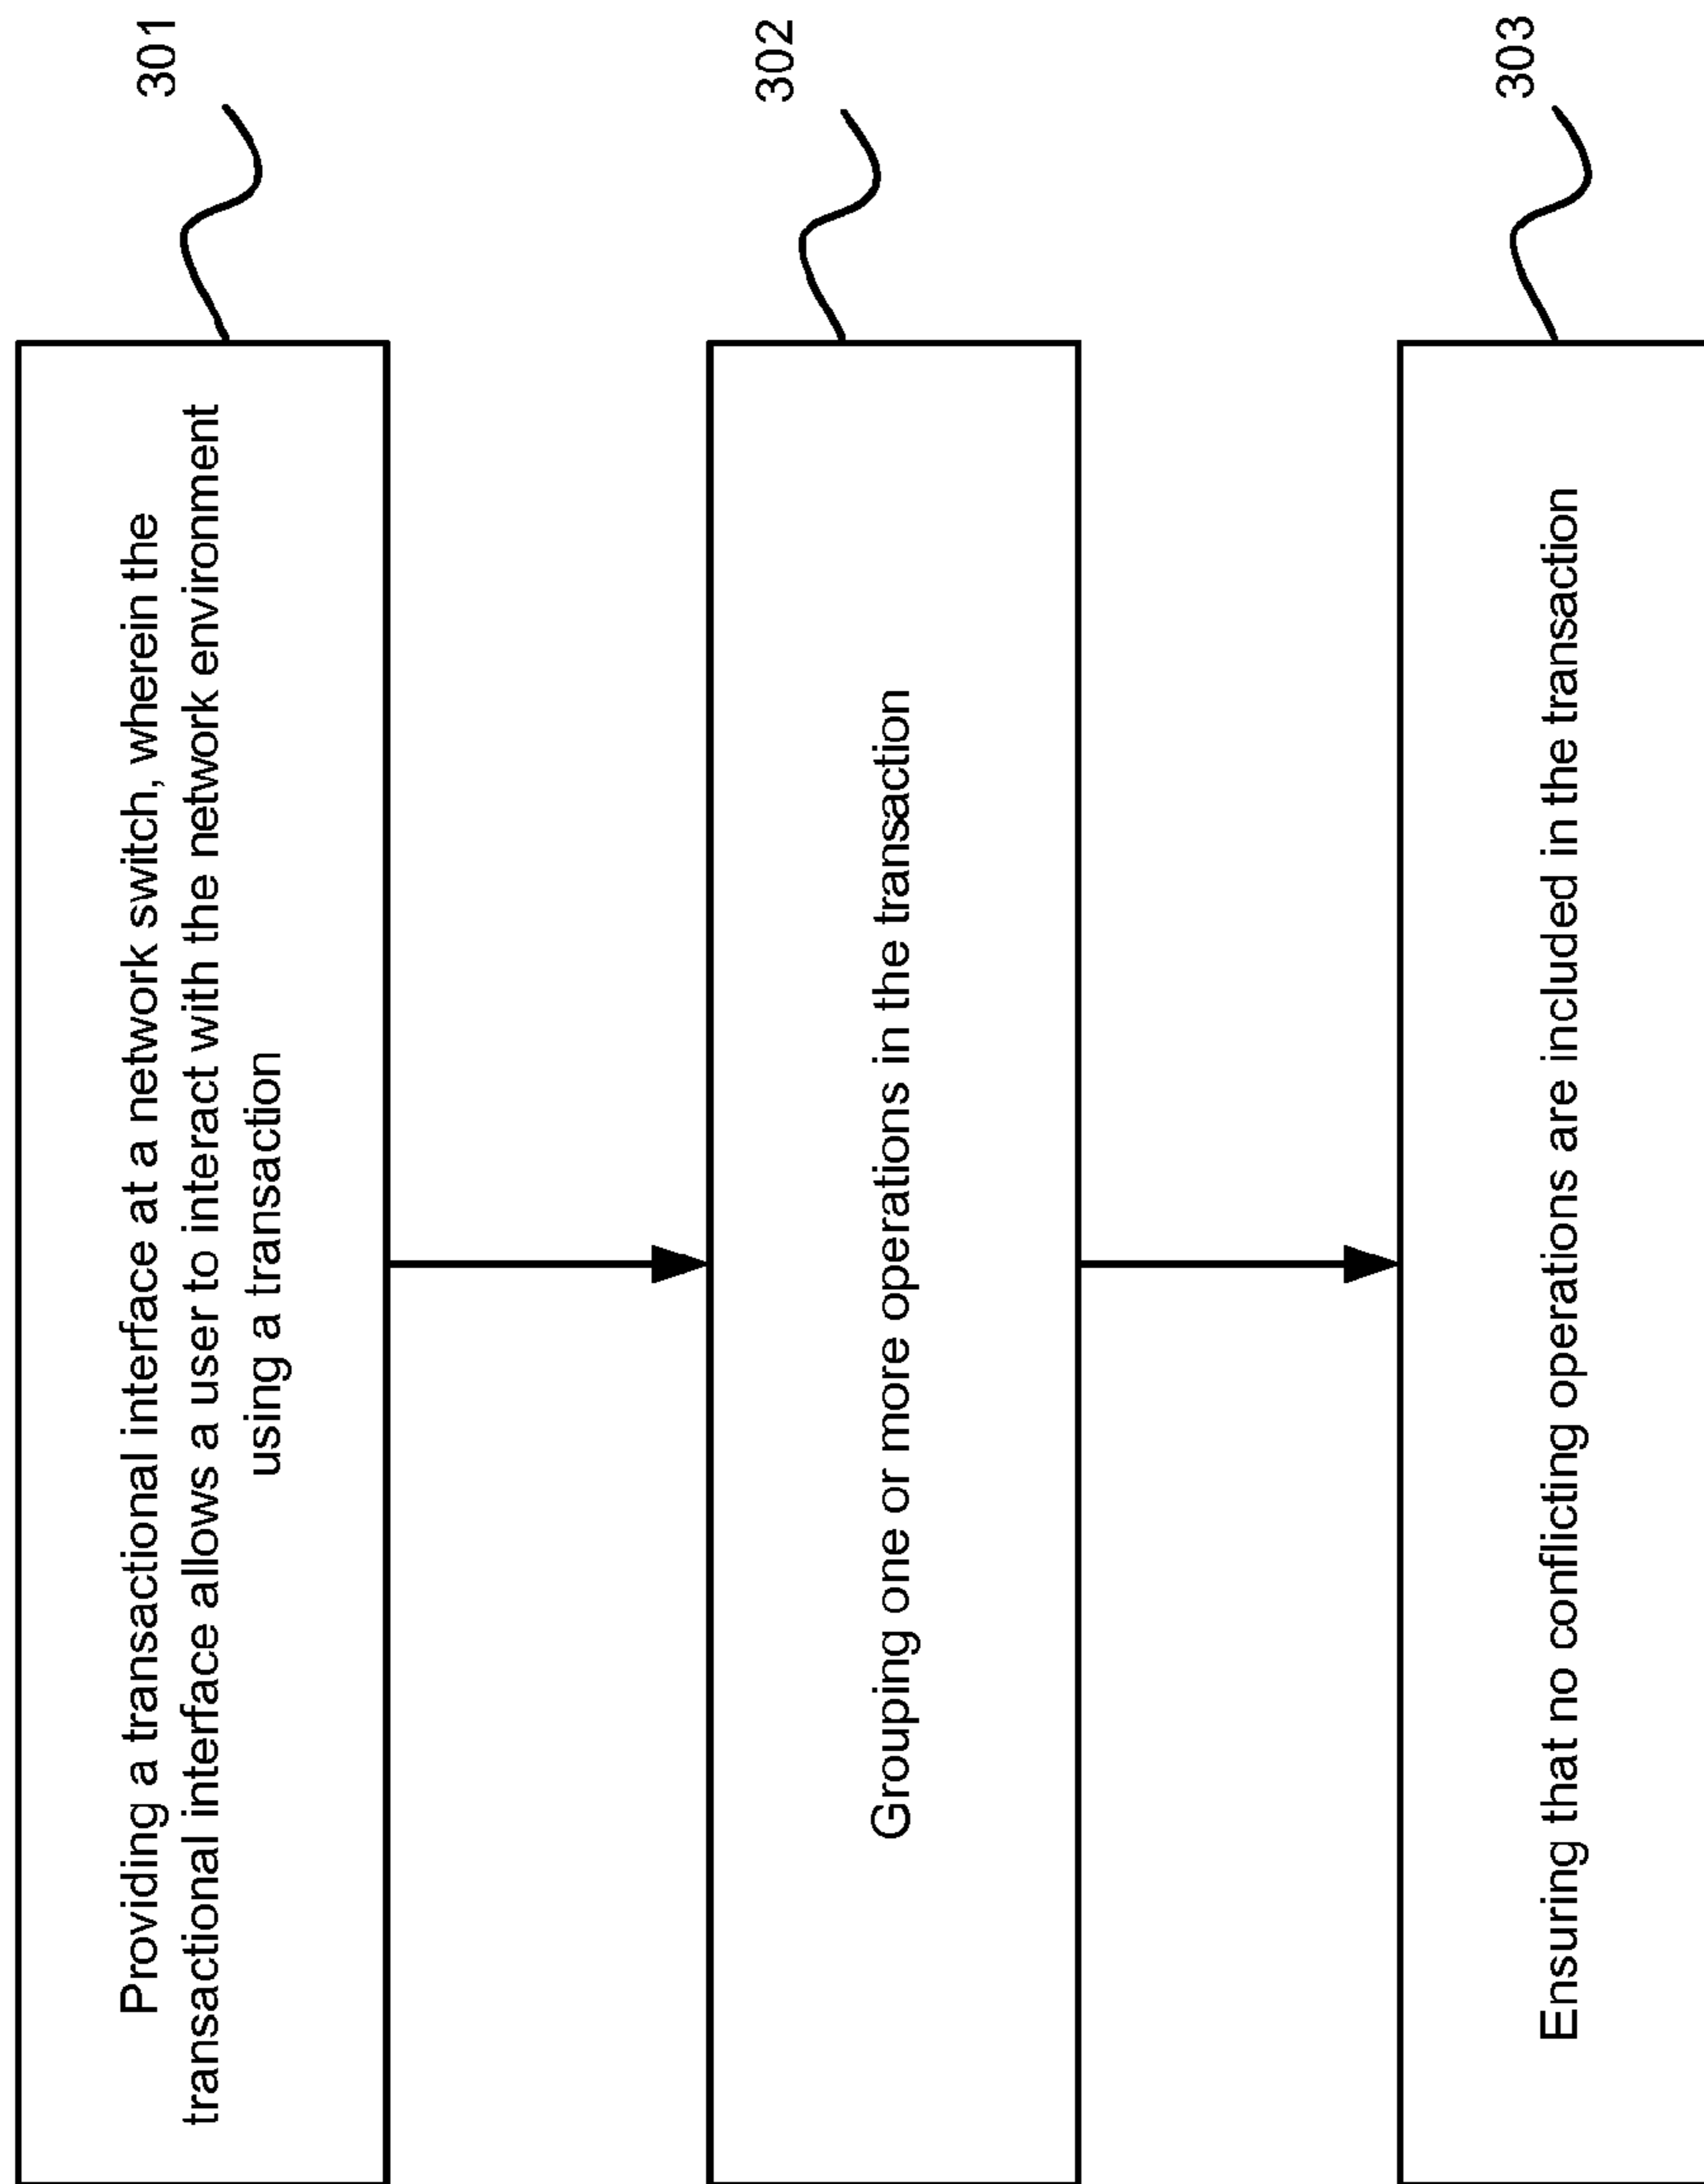 301
Providing a transactional interface at a network switch, wherein the
transactional interface allows a user to interact with the network environment
using a transaction
302
Grouping one or more operations in the transaction
303
Ensuring that no conflicting operations are included in the transaction